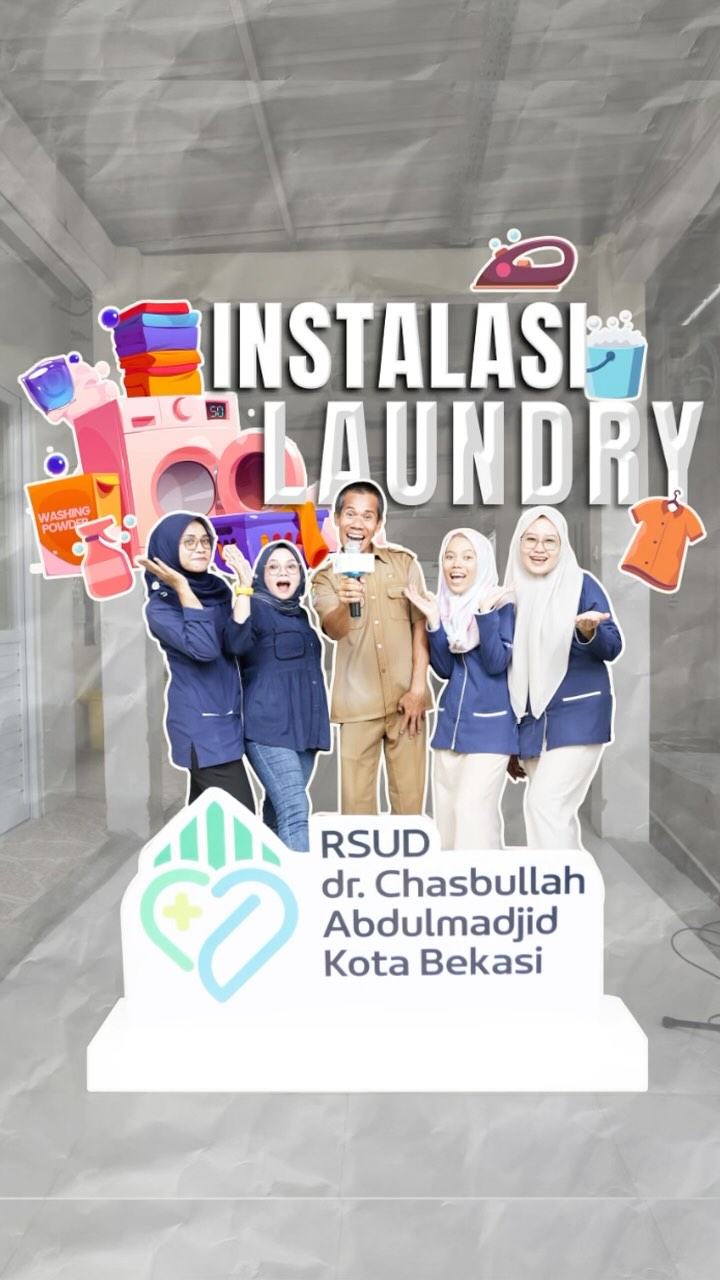 INSTALASI
LAUNDRY
50
WASHING
POWDER
RSUD
dr. Chasbullah
Abdulmadjid
Kota Bekasi